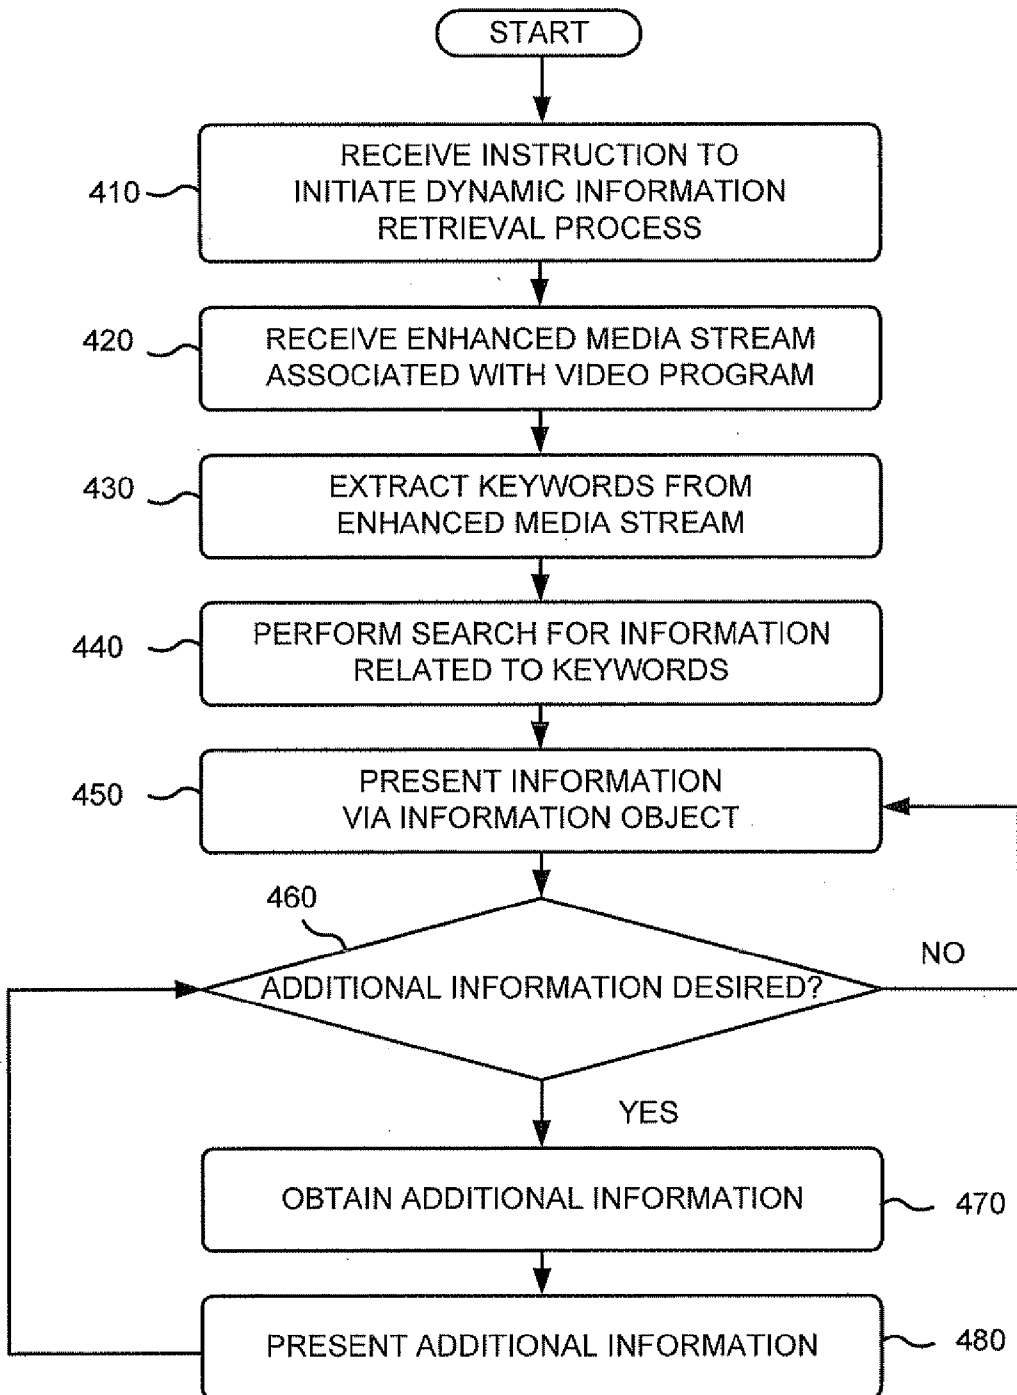 START
RECEIVE INSTRUCTION TO
INITIATE DYNAMIC INFORMATION
RETRIEVAL PROCESS
410
RECEIVE ENHANCED MEDIA STREAM
ASSOCIATED WITH VIDEO PROGRAM
420
EXTRACT KEYWORDS FROM
ENHANCED MEDIA STREAM
430
PERFORM SEARCH FOR INFORMATION
RELATED TO KEYWORDS
440
PRESENT INFORMATION
VIA INFORMATION OBJECT
450
460
ADDITIONAL INFORMATION DESIRED?
NO
YES
OBTAIN ADDITIONAL INFORMATION
470
PRESENT ADDITIONAL INFORMATION
480